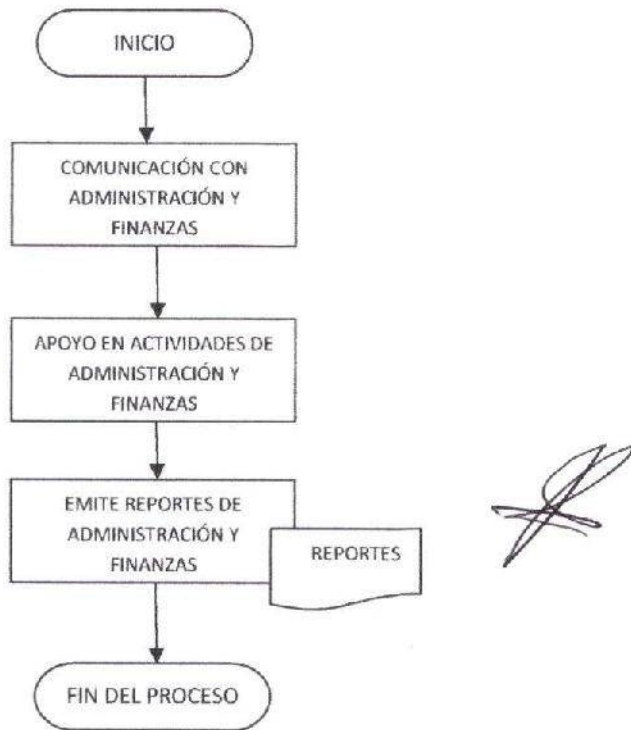 INICIO
COMUNICACIÓN CON
ADMINISTRACIÓN Y
FINANZAS
APOYO EN ACTIVIDADES DE
ADMINISTRACIÓN Y
FINANZAS
EMITE REPORTES DE
ADMINISTRACIÓN Y
FINANZAS
REPORTES
FIN DEL PROCESO